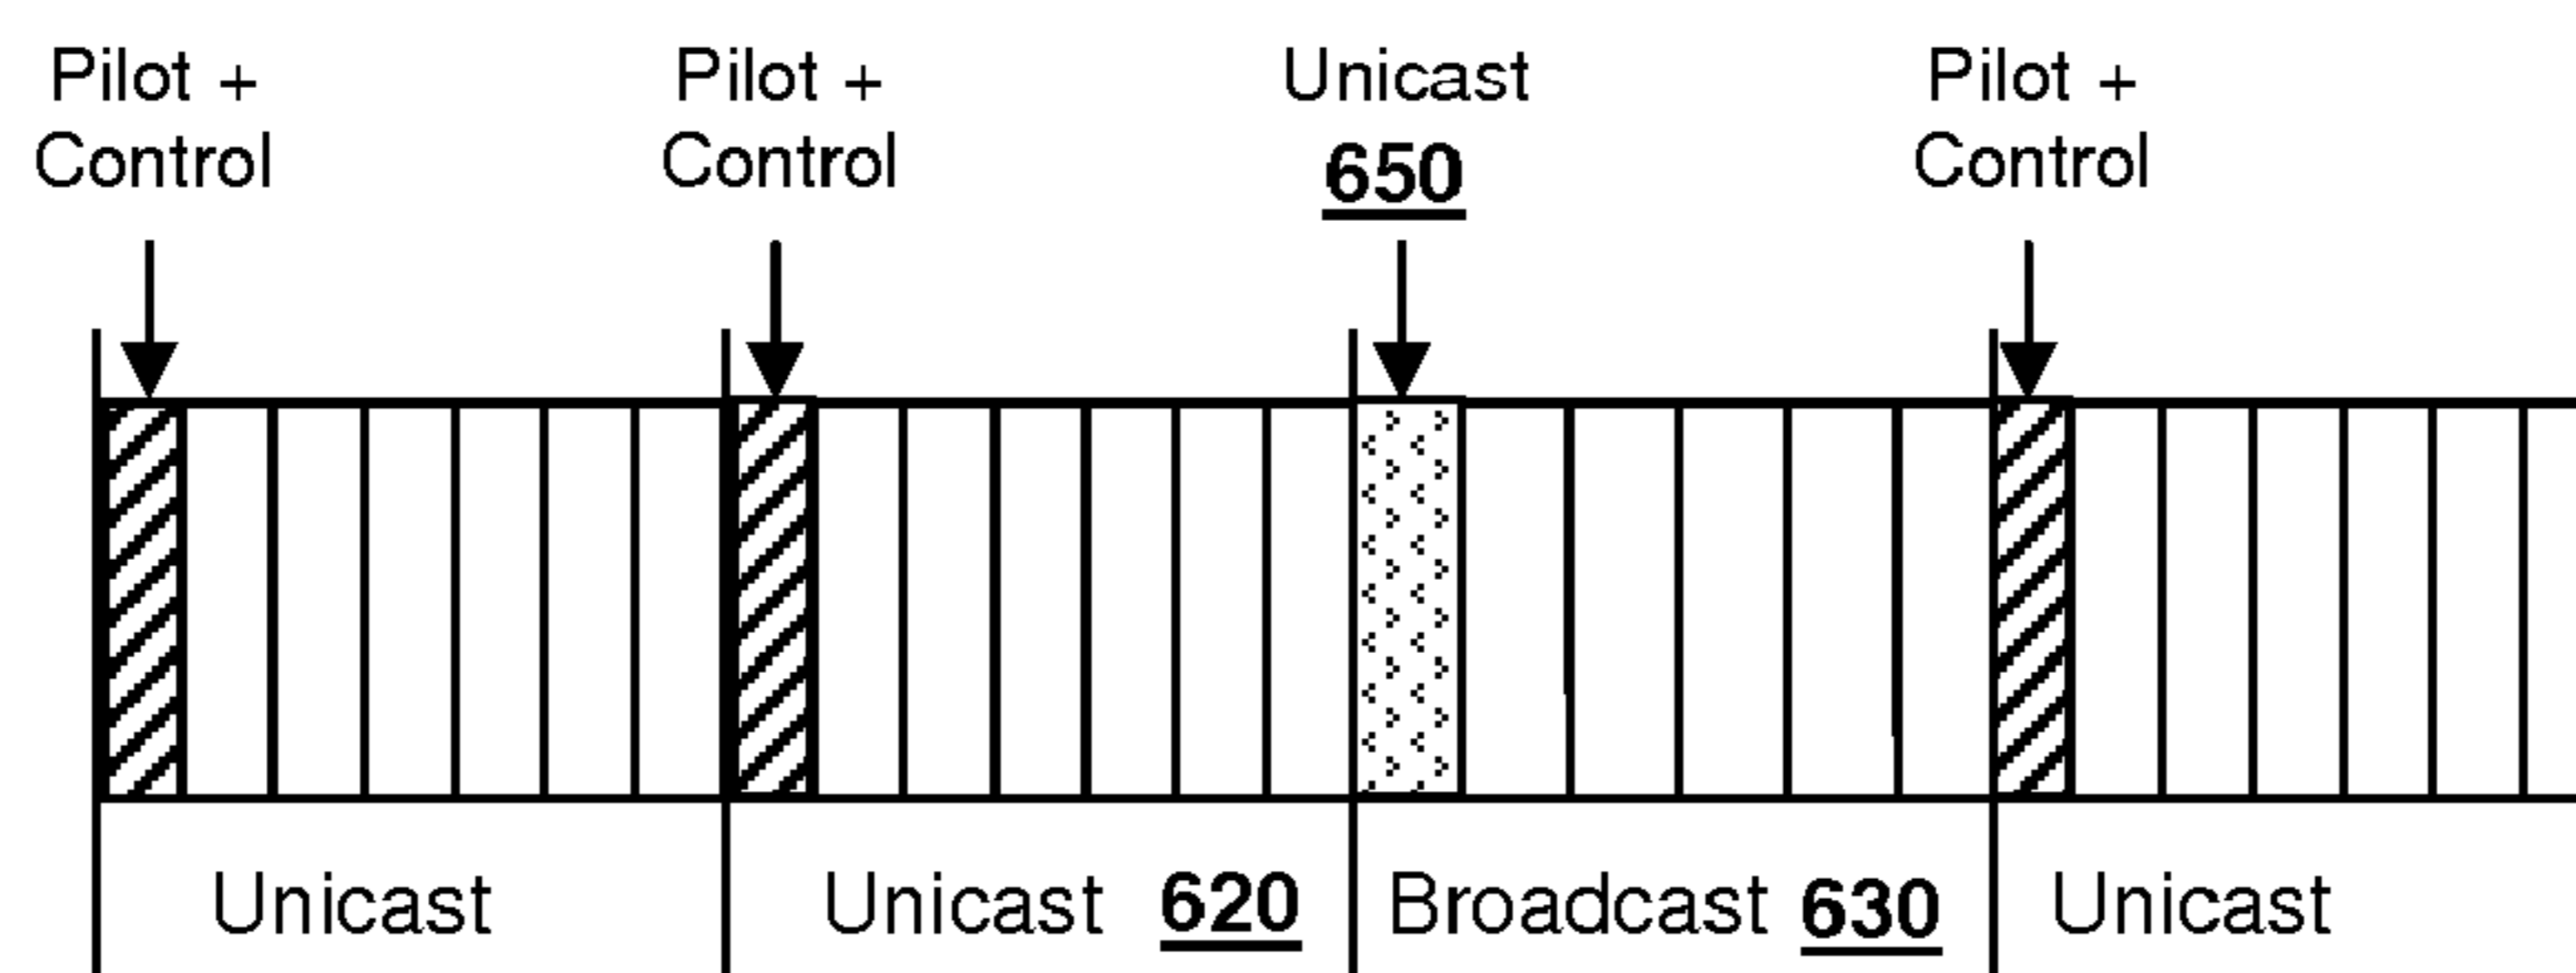 Pilot +
Control
Pilot +
Control
Unicast
650
Pilot +
Control
Unicast
Unicast 620
Broadcast 630
Unicast